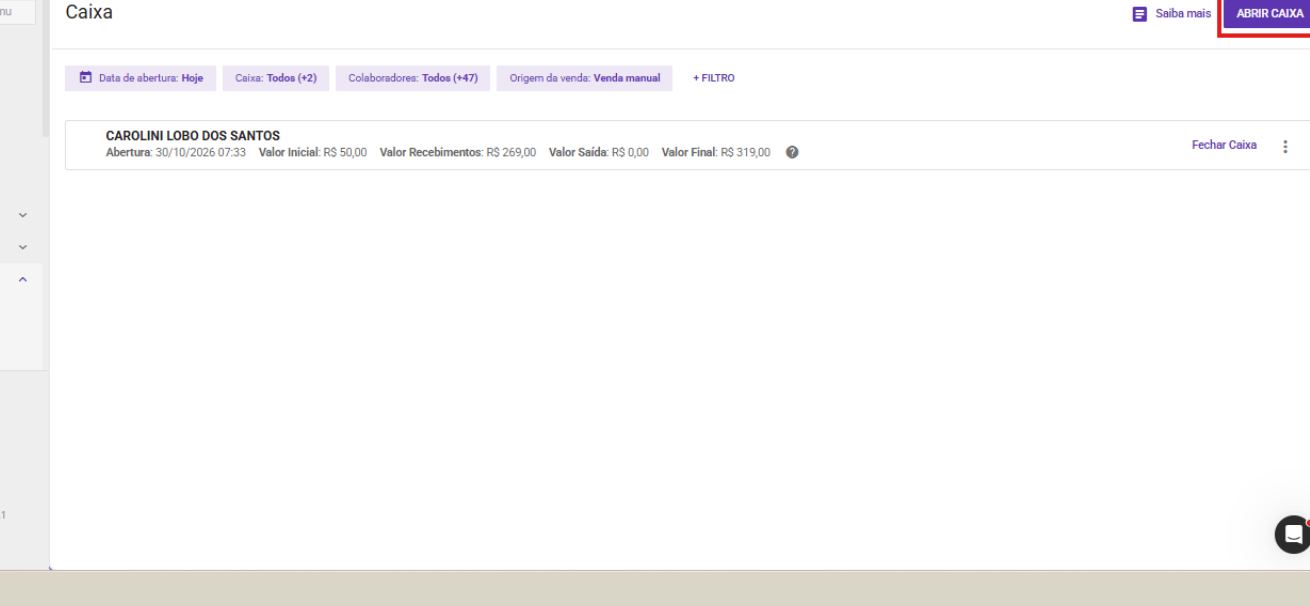 nu
Caixa
Saiba mais
ABRIR CAIXA
Data de abertura: Hoje
Caixa: Todos (+2)
Colaboradores: Todos (+47)
Origem da venda: Venda manual
+ FILTRO
CAROLINI LOBO DOS SANTOS
Abertura: 30/10/2026 07:33 Valor Inicial: R$ 50,00 Valor Recebimentos: R$ 269,00 Valor Saída: R$ 0,00 Valor Final: R$ 319,00 ?
Fechar Caixa
1